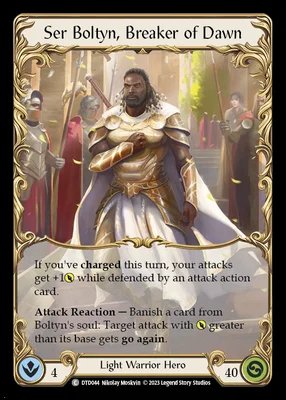 Ser Boltyn, Breaker of Dawn
If you've charged this turn, your attacks
get +1 while defended by an attack action
card.
Attack Reaction — Banish a card from
Boltyn's soul: Target attack with greater
than its base gets go again.
Light Warrior Hero
4
40
C DTD044 Nikolay Moskvin © 2023 Legend Story Studios